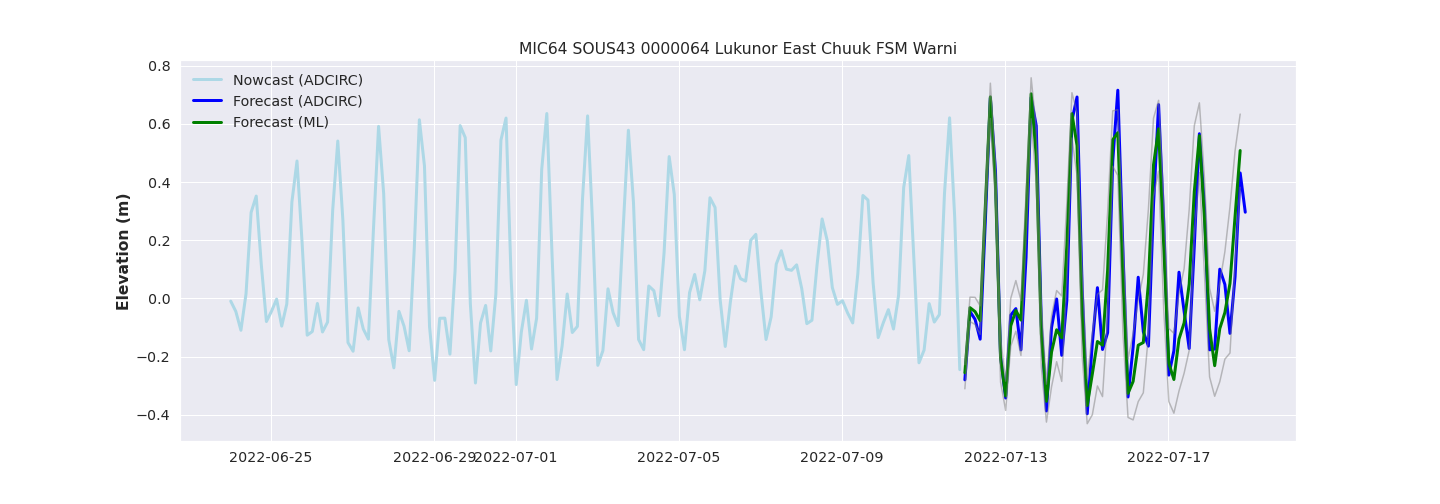 MIC64 SOUS43 0000064 Lukunor East Chuuk FSM Warni
Nowcast (ADCIRC)
Forecast (ADCIRC)
Forecast (ML)
Elevation (m)
0.8
0.6
0.4
0.2
0.0
−0.2
−0.4
2022-06-25
2022-06-29
2022-07-01
2022-07-05
2022-07-09
2022-07-13
2022-07-17